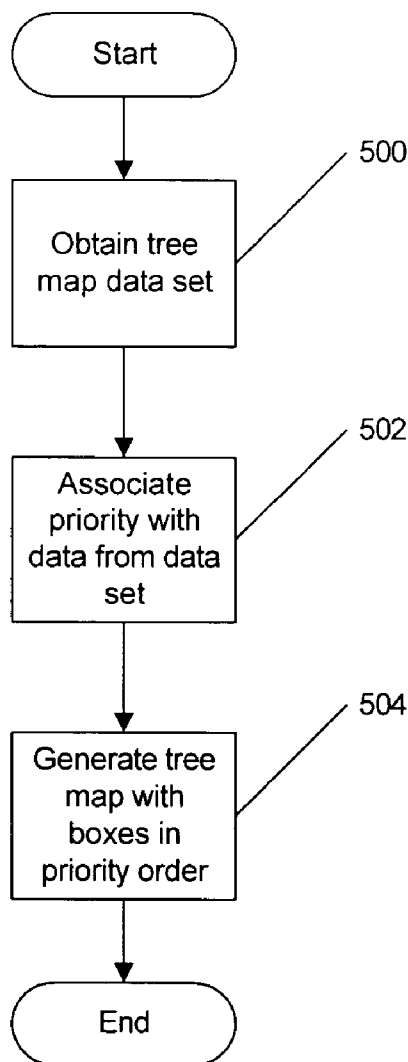 Start
500
Obtain tree
map data set
502
Associate
priority with
data from data
set
504
Generate tree
map with
boxes in
priority order
End